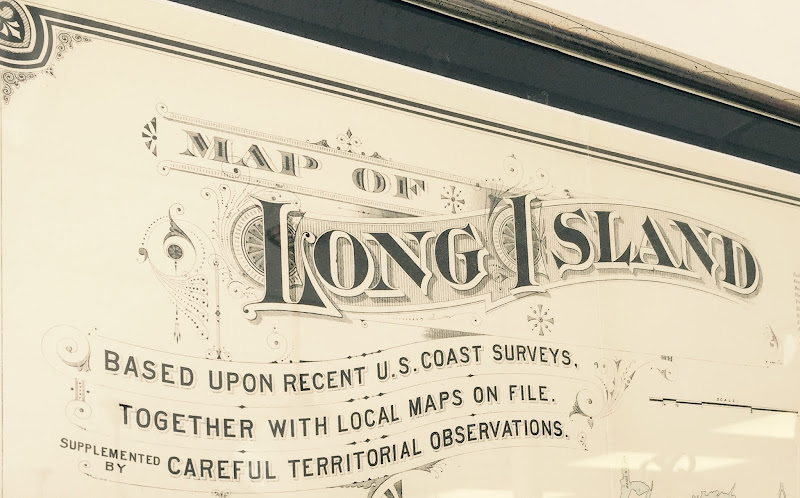 MAP OF
LONG ISLAND
BASED UPON RECENT U.S. COAST SURVEYS,
TOGETHER WITH LOCAL MAPS ON FILE.
SUPPLEMENTED BY CAREFUL TERRITORIAL OBSERVATIONS.
SCALE